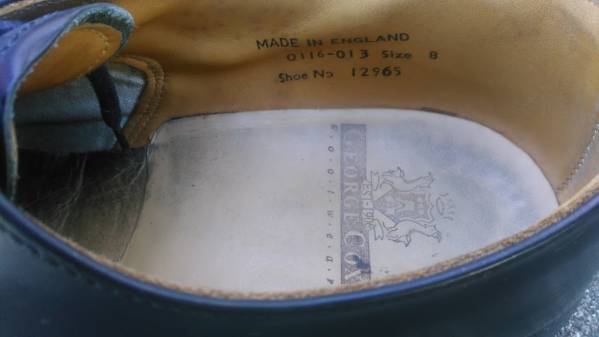 MADE IN ENGLAND
0116-013 Size 8
Shoe No 12965
GEORGE COX